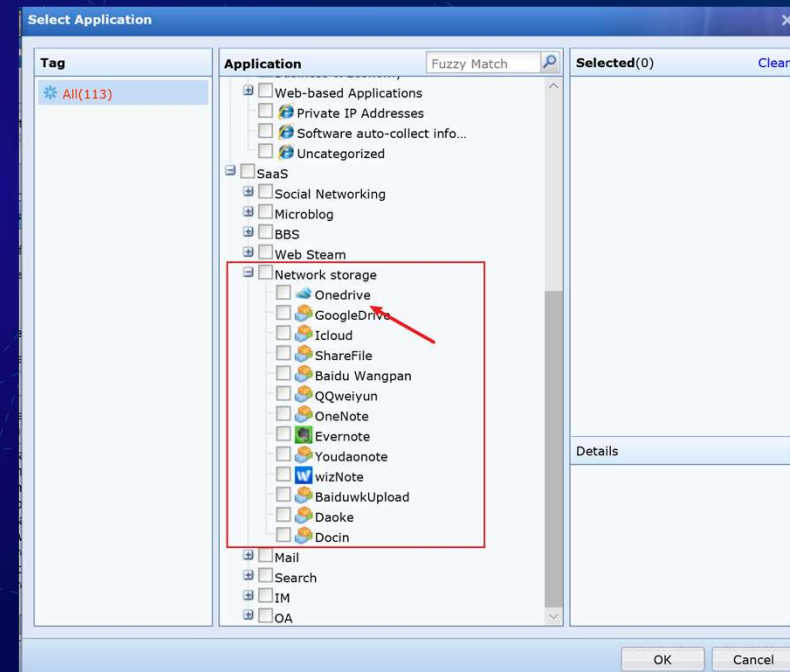 Select Application
Tag
All(113)
Application
Fuzzy Match
Web-based Applications
Private IP Addresses
Software auto-collect info...
Uncategorized
SaaS
Social Networking
Microblog
BBS
Web Steam
Network storage
Onedrive
GoogleDrive
Icloud
ShareFile
Baidu Wangpan
QQweiyun
OneNote
Evernote
Youdaonote
wizNote
BaiduwkUpload
Daoke
Docin
Mail
Search
IM
OA
Selected(0)
Clear
Details
OK
Cancel